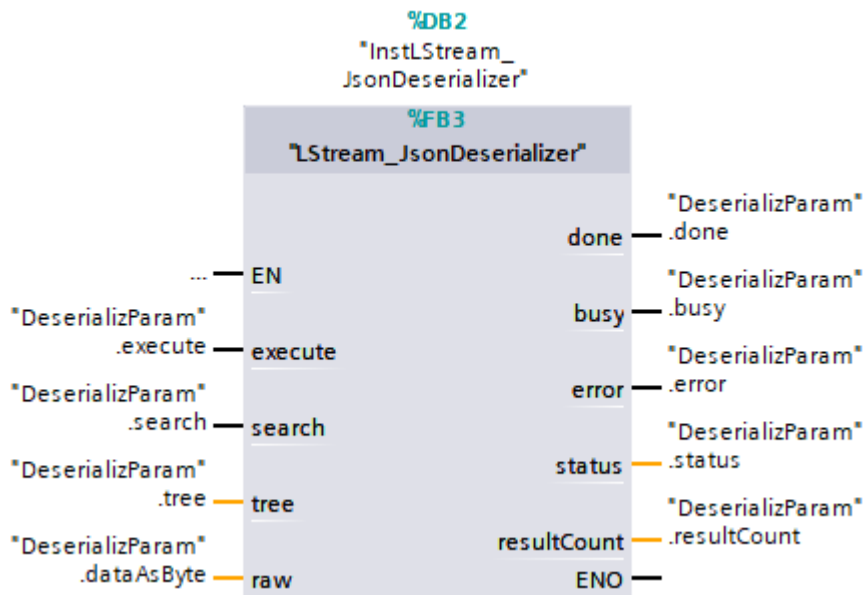 %DB2
"InstLStream_
JsonDeserializer"
%FB3
"LStream_JsonDeserializer"
"DeserializParam"
done .done
... EN
"DeserializParam"
busy .busy
"DeserializParam"
.execute execute
"DeserializParam"
error .error
"DeserializParam"
.search search
"DeserializParam"
status .status
"DeserializParam"
.tree tree
"DeserializParam"
resultCount .resultCount
"DeserializParam"
.dataAsByte raw ENO